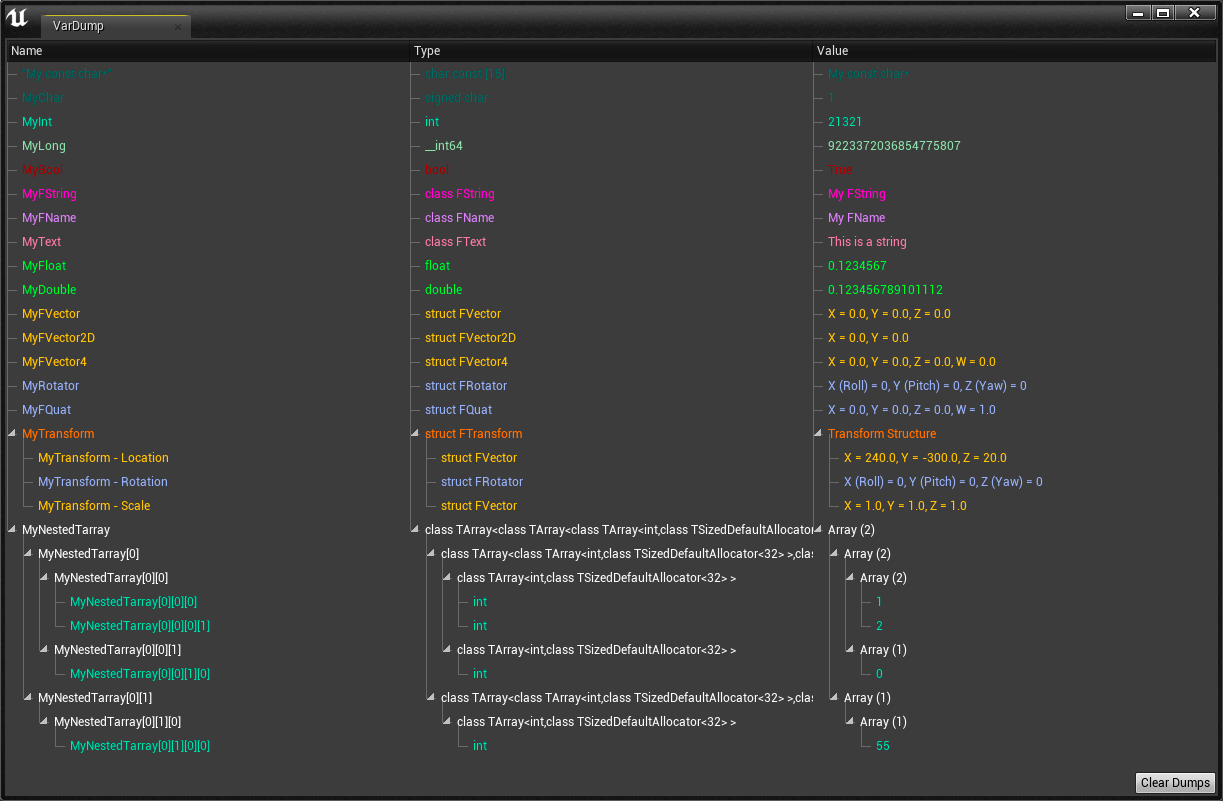 VarDump
Name Type Value
"My const char*" char const [15] My const char*
MyChar signed char 1
MyInt int 21321
MyLong __int64 9223372036854775807
MyBool bool True
MyFString class FString My FString
MyFName class FName My FName
MyText class FText This is a string
MyFloat float 0.1234567
MyDouble double 0.123456789101112
MyFVector struct FVector X = 0.0, Y = 0.0, Z = 0.0
MyFVector2D struct FVector2D X = 0.0, Y = 0.0
MyFVector4 struct FVector4 X = 0.0, Y = 0.0, Z = 0.0, W = 0.0
MyRotator struct FRotator X (Roll) = 0, Y (Pitch) = 0, Z (Yaw) = 0
MyFQuat struct FQuat X = 0.0, Y = 0.0, Z = 0.0, W = 1.0
MyTransform struct FTransform Transform Structure
MyTransform - Location struct FVector X = 240.0, Y = -300.0, Z = 20.0
MyTransform - Rotation struct FRotator X (Roll) = 0, Y (Pitch) = 0, Z (Yaw) = 0
MyTransform - Scale struct FVector X = 1.0, Y = 1.0, Z = 1.0
MyNestedTarray class TArray<class TArray<class TArray<int,class TSizedDefaultAllocator Array (2)
MyNestedTarray[0] class TArray<class TArray<int,class TSizedDefaultAllocator<32> >,clas Array (2)
MyNestedTarray[0][0] class TArray<int,class TSizedDefaultAllocator<32> > Array (2)
MyNestedTarray[0][0][0] int 1
MyNestedTarray[0][0][0][1] int 2
MyNestedTarray[0][0][1] class TArray<int,class TSizedDefaultAllocator<32> > Array (1)
MyNestedTarray[0][0][1][0] int 0
MyNestedTarray[0][1] class TArray<class TArray<int,class TSizedDefaultAllocator<32> >,clas Array (1)
MyNestedTarray[0][1][0] class TArray<int,class TSizedDefaultAllocator<32> > Array (1)
MyNestedTarray[0][1][0][0] int 55
Clear Dumps